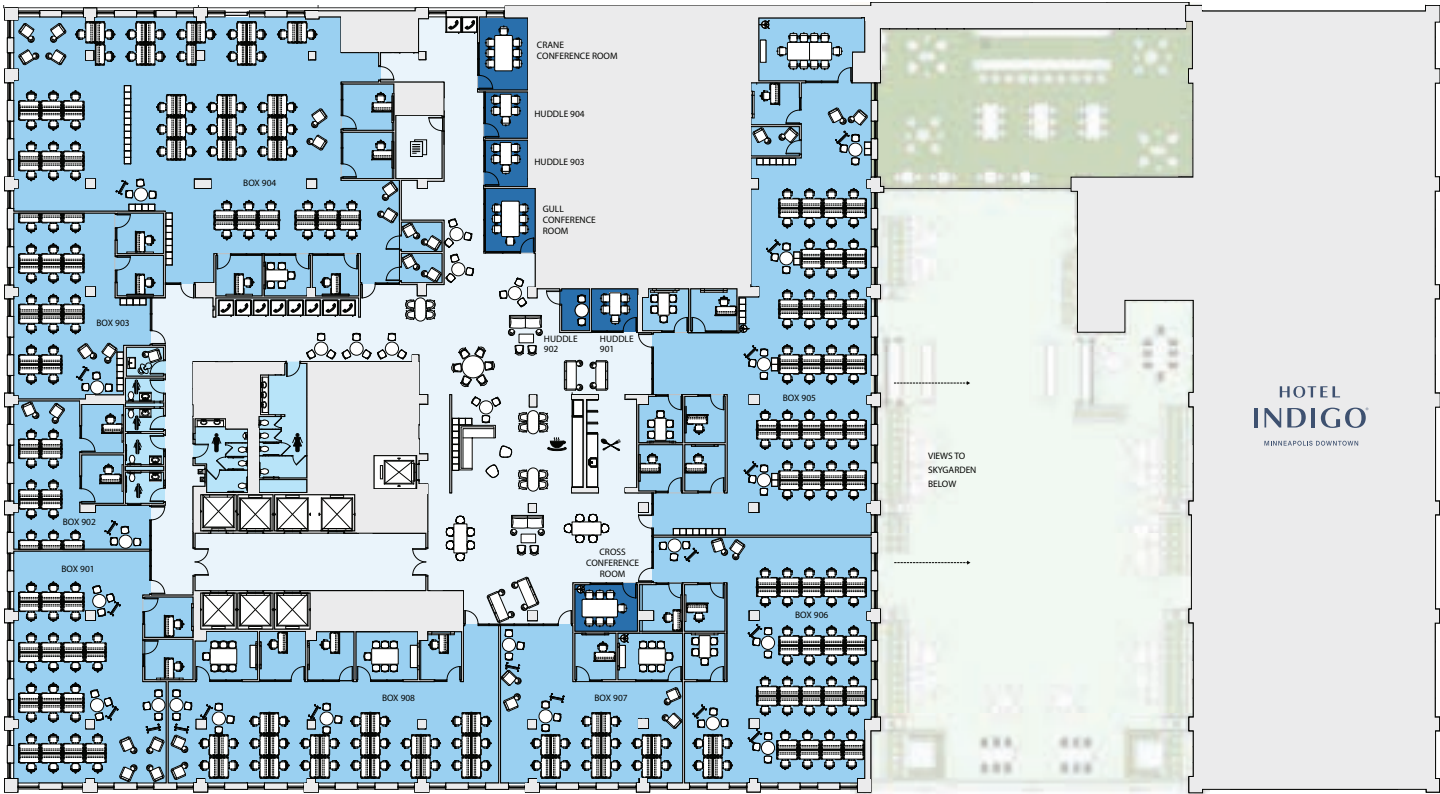 CRANE
CONFERENCE ROOM
HUDDLE 904
HUDDLE 903
BOX 904
GULL
CONFERENCE
ROOM
BOX 903
HUDDLE
902
HUDDLE
901
BOX 905
HOTEL
INDIGO
MINNEAPOLIS DOWNTOWN
VIEWS TO
SKYGARDEN
BELOW
BOX 902
CROSS
CONFERENCE
ROOM
BOX 901
BOX 906
BOX 908
BOX 907